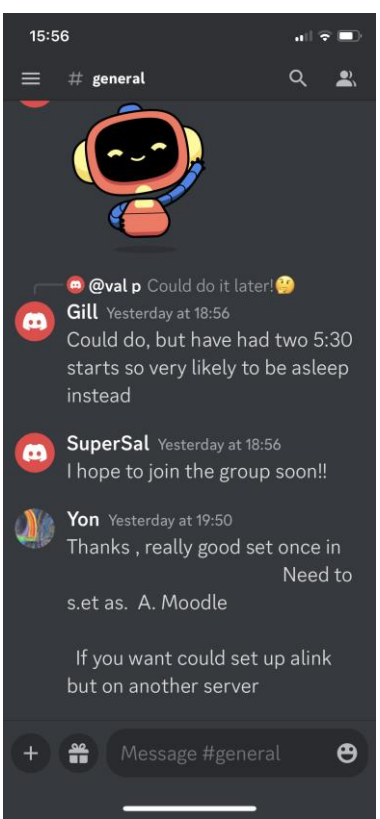 15:56
# general
@val p Could do it later!🤔
Gill Yesterday at 18:56
Could do, but have had two 5:30
starts so very likely to be asleep
instead
SuperSal Yesterday at 18:56
I hope to join the group soon!!
Yon Yesterday at 19:50
Thanks , really good set once in
Need to
s.et as. A. Moodle
If you want could set up alink
but on another server
Message #general